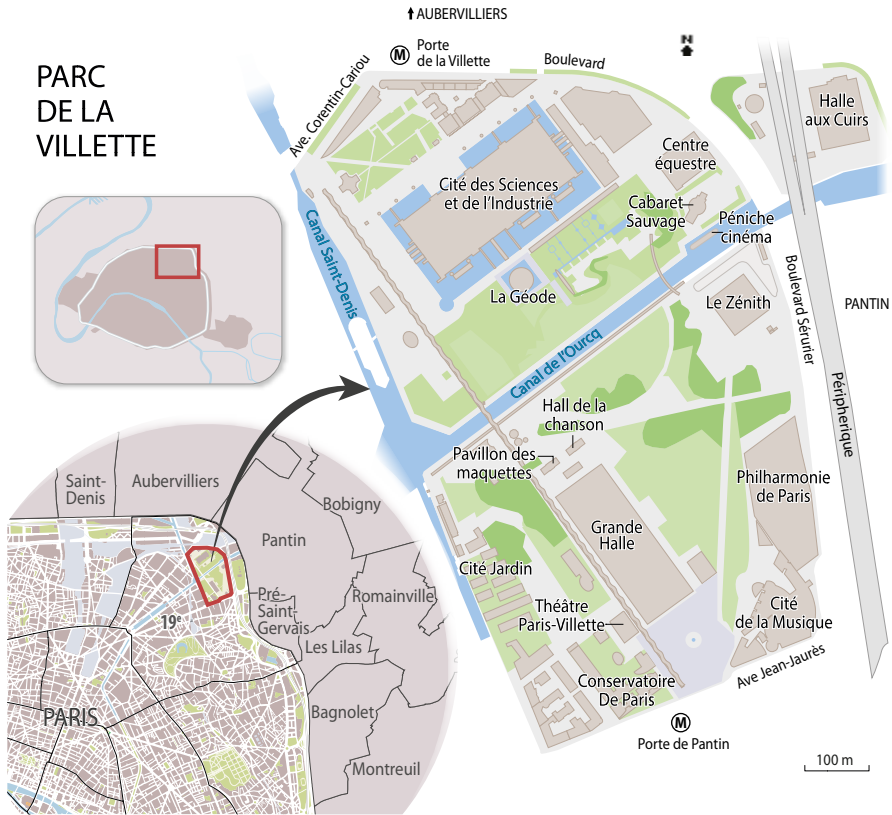 AUBERVILLIERS
PARC
DE LA
VILLETTE
M
Porte
de la Villette
Boulevard
N
Ave. Corentin-Cariou
Halle
aux Cuirs
Centre
équestre
Cité des Sciences
et de l'Industrie
Cabaret
Sauvage
Péniche
cinéma
Canal Saint-Denis
La Géode
Le Zénith
Boulevard Sérurier
PANTIN
Canal de l'Ourcq
Péripherique
Hall de la
chanson
Pavillon des
maquettes
Philharmonie
de Paris
Grande
Halle
Cité Jardin
Théâtre
Paris-Villette
Cité
de la Musique
Conservatoire
De Paris
Ave Jean-Jaurès
M
Porte de Pantin
100 m
Saint-
Denis
Aubervilliers
Bobigny
Pantin
Romainville
Pré-
Saint-
Gervais
19e
Les Lilas
PARIS
Bagnolet
Montreuil